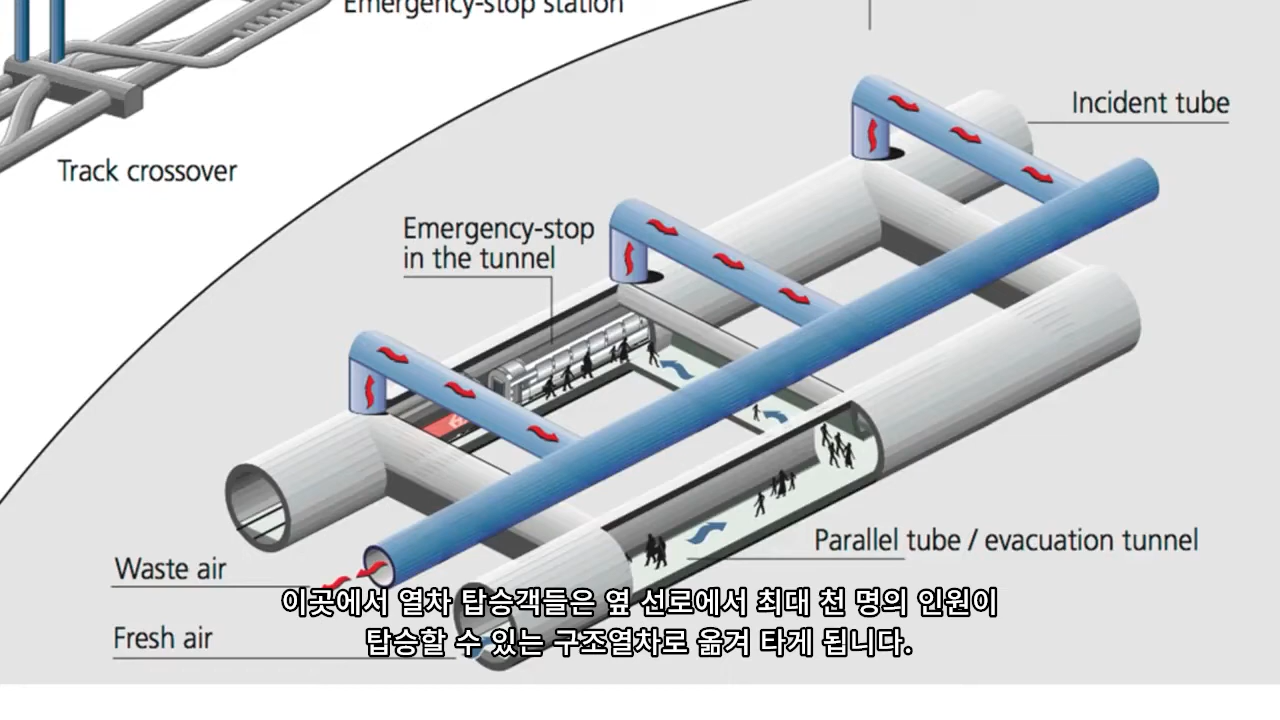 Emergency-stop station
Incident tube
Track crossover
Emergency-stop
in the tunnel
Parallel tube / evacuation tunnel
Waste air
Fresh air
이곳에서 열차 탑승객들은 옆 선로에서 최대 천 명의 인원이
탑승할 수 있는 구조열차로 옮겨 타게 됩니다.